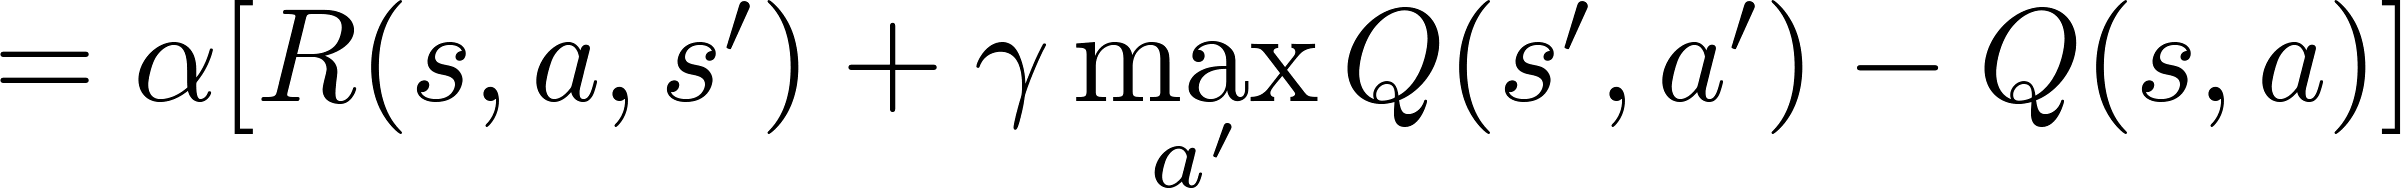 = α[R(s, a, s′) + γ max_{a′} Q(s′, a′) − Q(s, a)]